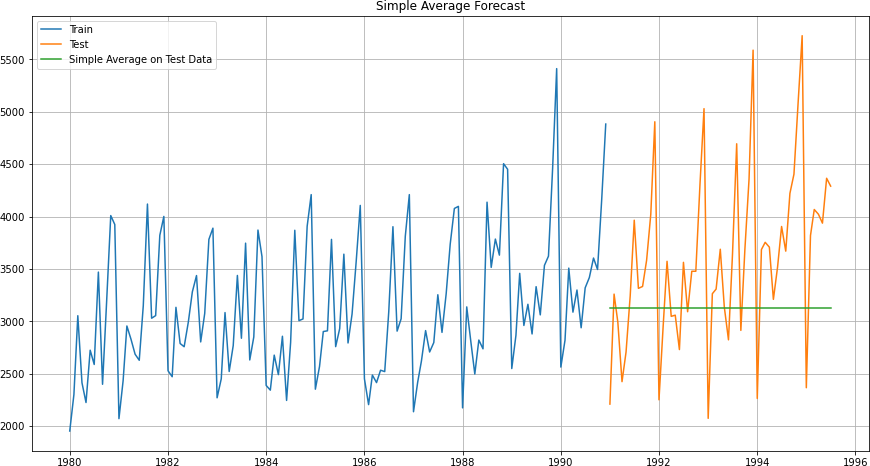 Simple Average Forecast
Train
Test
Simple Average on Test Data
5500
5000
4500
4000
3500
3000
2500
2000
1980 1982 1984 1986 1988 1990 1992 1994 1996